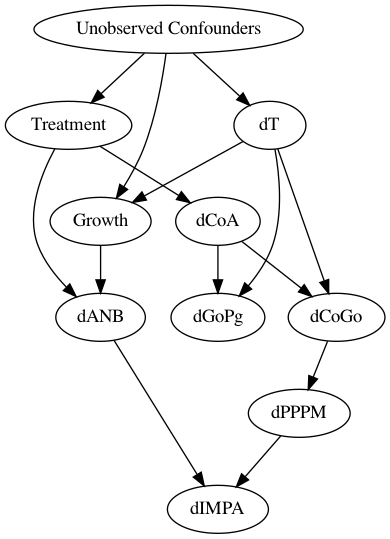 Unobserved Confounders
Treatment
dT
Growth
dCoA
dANB
dGoPg
dCoGo
dPPPM
dIMPA